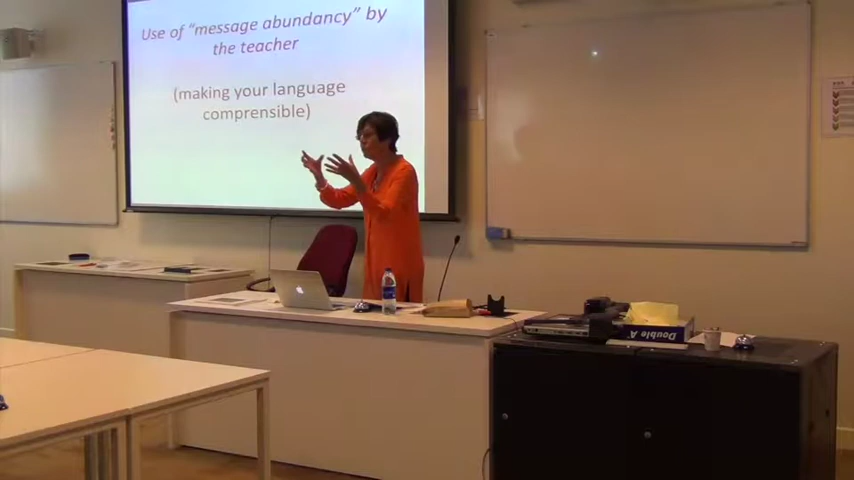 Use of "message abundancy" by
the teacher
(making your language
comprensible)
Double A